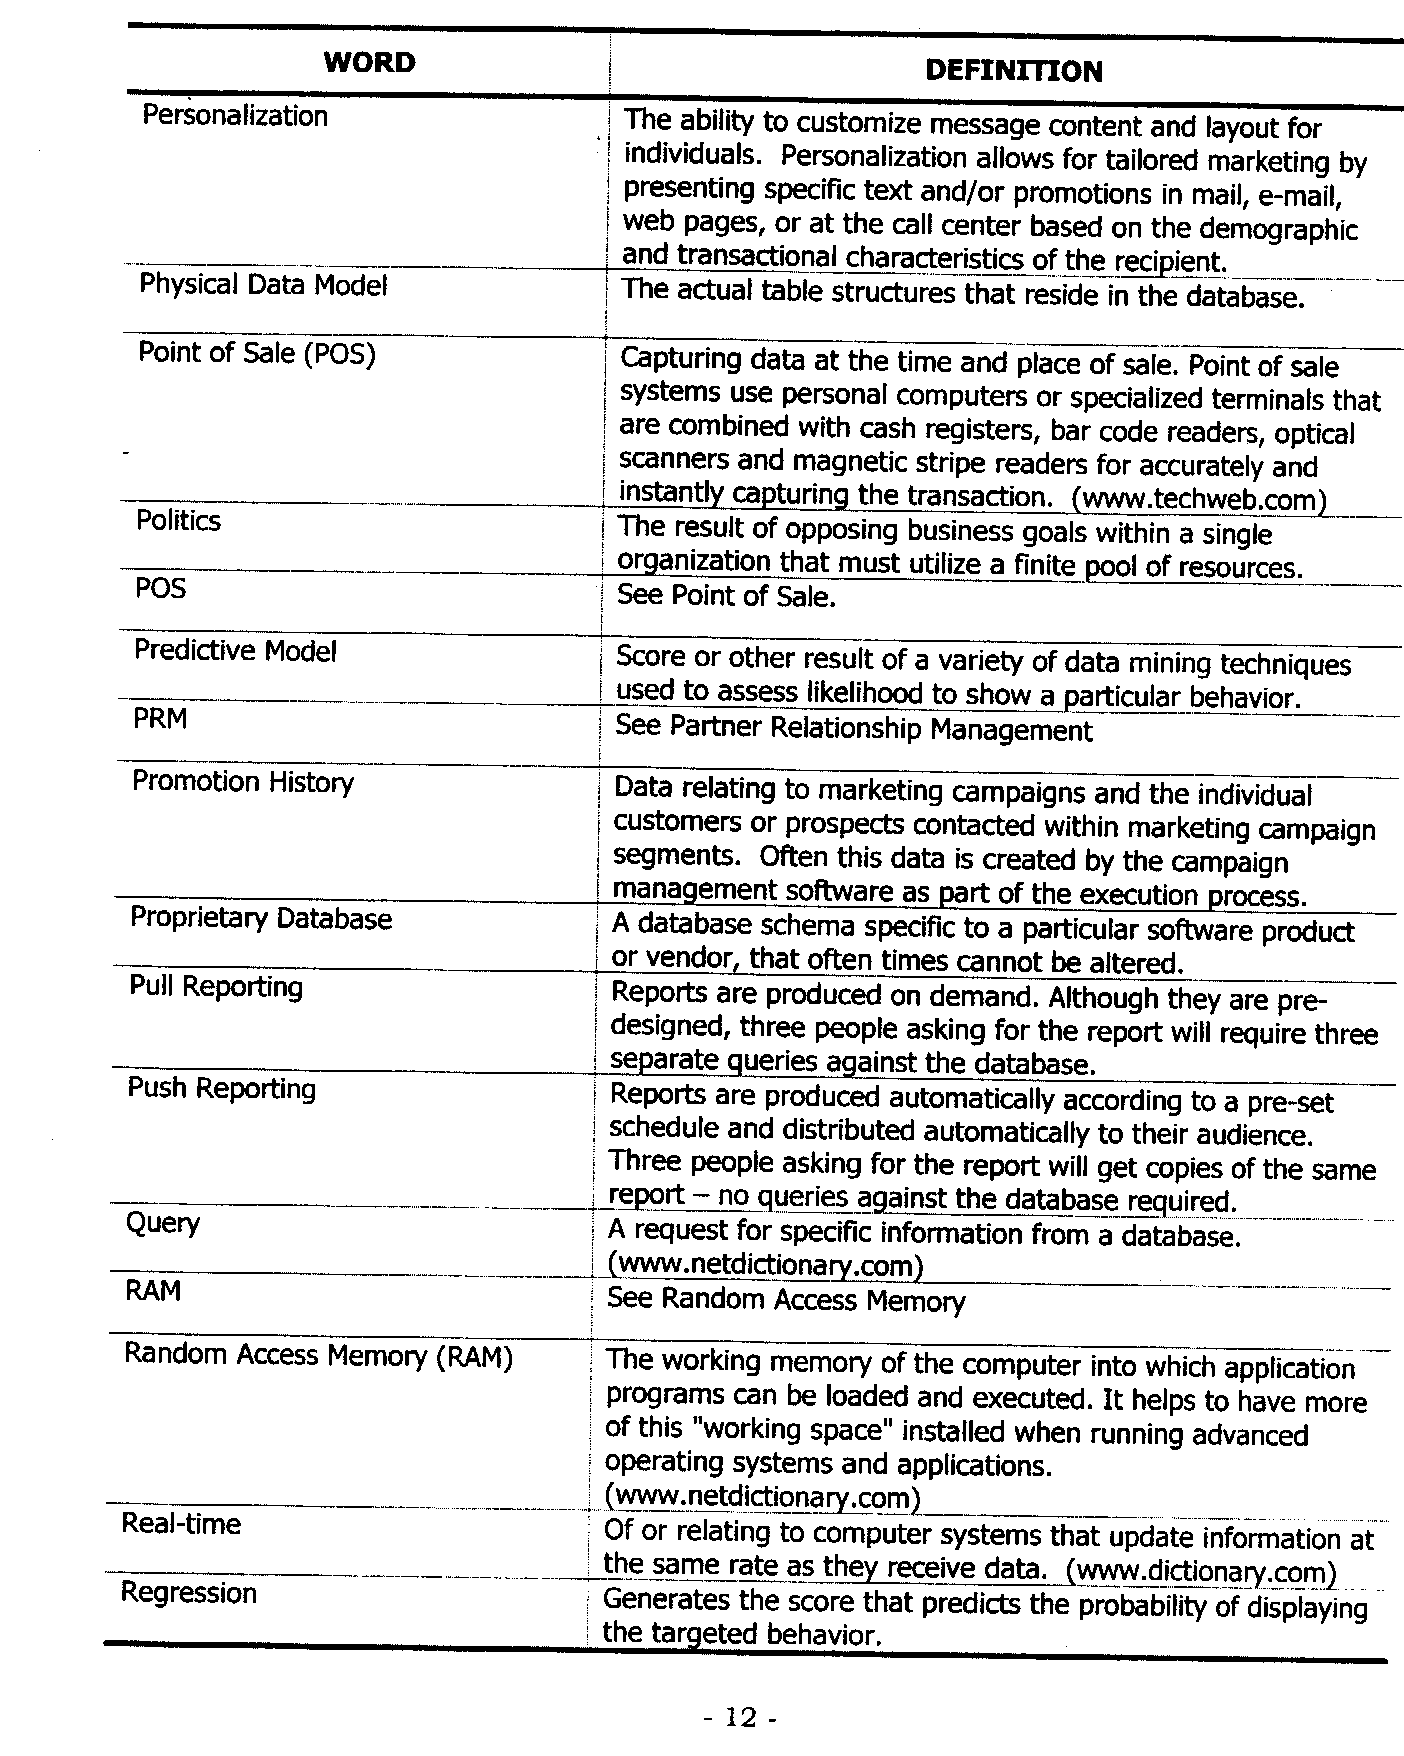 WORD DEFINITION
Personalization The ability to customize message content and layout for
individuals. Personalization allows for tailored marketing by
presenting specific text and/or promotions in mail, e-mail,
web pages, or at the call center based on the demographic
and transactional characteristics of the recipient.
Physical Data Model The actual table structures that reside in the database.
Point of Sale (POS) Capturing data at the time and place of sale. Point of sale
systems use personal computers or specialized terminals that
are combined with cash registers, bar code readers, optical
scanners and magnetic stripe readers for accurately and
instantly capturing the transaction. (www.techweb.com)
Politics The result of opposing business goals within a single
organization that must utilize a finite pool of resources.
POS See Point of Sale.
Predictive Model Score or other result of a variety of data mining techniques
used to assess likelihood to show a particular behavior.
PRM See Partner Relationship Management
Promotion History Data relating to marketing campaigns and the individual
customers or prospects contacted within marketing campaign
segments. Often this data is created by the campaign
management software as part of the execution process.
Proprietary Database A database schema specific to a particular software product
or vendor, that often times cannot be altered.
Pull Reporting Reports are produced on demand. Although they are pre-
designed, three people asking for the report will require three
separate queries against the database.
Push Reporting Reports are produced automatically according to a pre-set
schedule and distributed automatically to their audience.
Three people asking for the report will get copies of the same
report – no queries against the database required.
Query A request for specific information from a database.
(www.netdictionary.com)
RAM See Random Access Memory
Random Access Memory (RAM) The working memory of the computer into which application
programs can be loaded and executed. It helps to have more
of this "working space" installed when running advanced
operating systems and applications.
(www.netdictionary.com)
Real-time Of or relating to computer systems that update information at
the same rate as they receive data. (www.dictionary.com)
Regression Generates the score that predicts the probability of displaying
the targeted behavior.
- 12 -